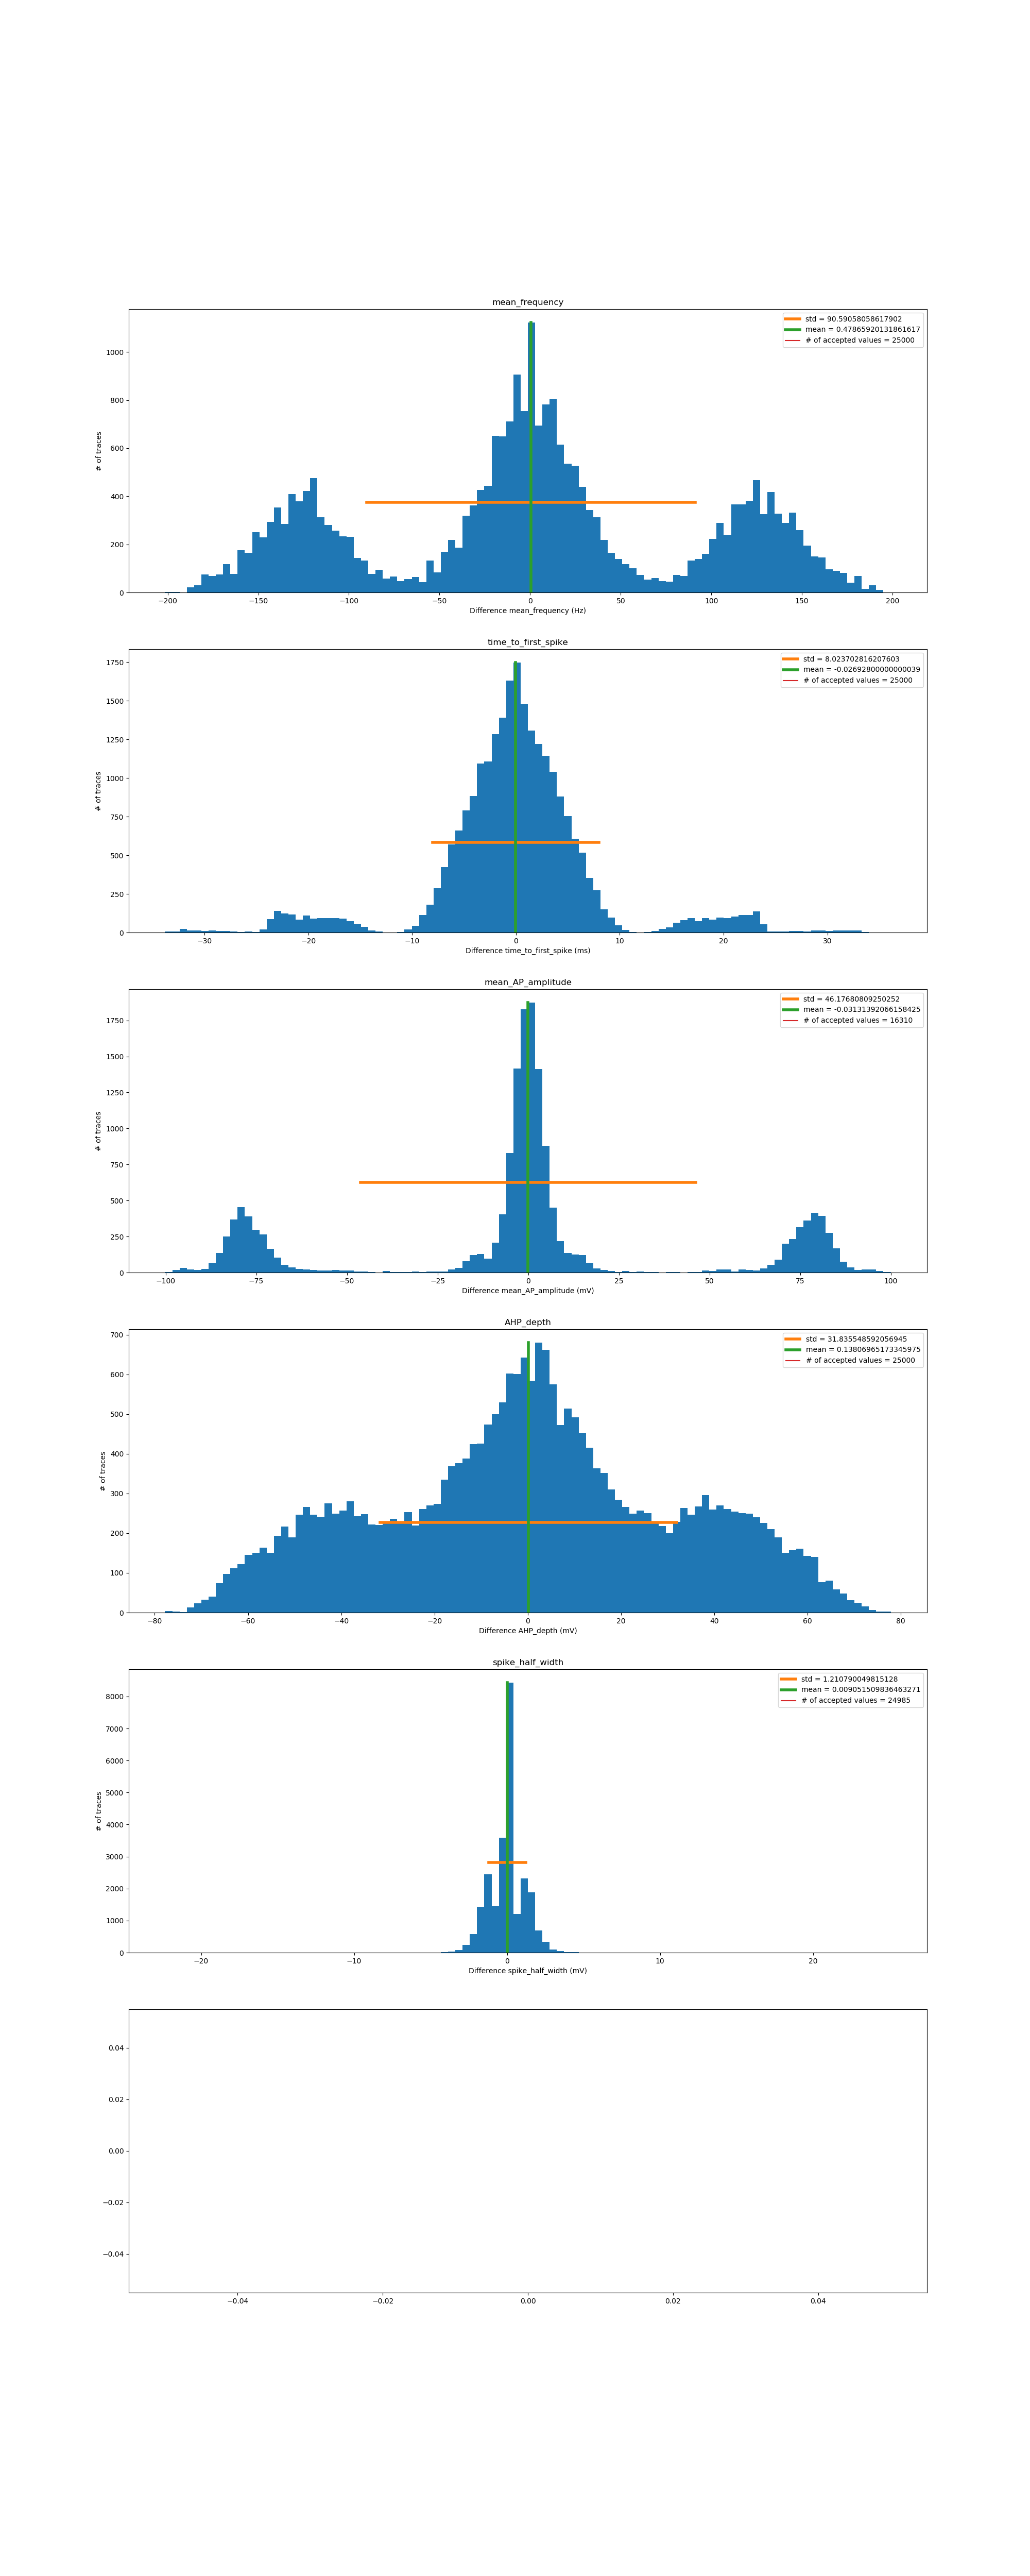 mean_frequency
std = 90.59058058617902
mean = 0.47865920131861617
# of accepted values = 25000
1000
800
600
400
200
0
# of traces
−200 −150 −100 −50 0 50 100 150 200
Difference mean_frequency (Hz)
time_to_first_spike
std = 8.023702816207603
mean = -0.02692800000000039
# of accepted values = 25000
1750
1500
1250
1000
750
500
250
0
# of traces
−30 −20 −10 0 10 20 30
Difference time_to_first_spike (ms)
mean_AP_amplitude
std = 46.17680809250252
mean = -0.03131392066158425
# of accepted values = 16310
1750
1500
1250
1000
750
500
250
0
# of traces
−100 −75 −50 −25 0 25 50 75 100
Difference mean_AP_amplitude (mV)
AHP_depth
std = 31.835548592056945
mean = 0.13806965173345975
# of accepted values = 25000
700
600
500
400
300
200
100
0
# of traces
−80 −60 −40 −20 0 20 40 60 80
Difference AHP_depth (mV)
spike_half_width
std = 1.210790049815128
mean = 0.009051509836463271
# of accepted values = 24985
8000
7000
6000
5000
4000
3000
2000
1000
0
# of traces
−20 −10 0 10 20
Difference spike_half_width (mV)
0.04
0.02
0.00
−0.02
−0.04
−0.04 −0.02 0.00 0.02 0.04